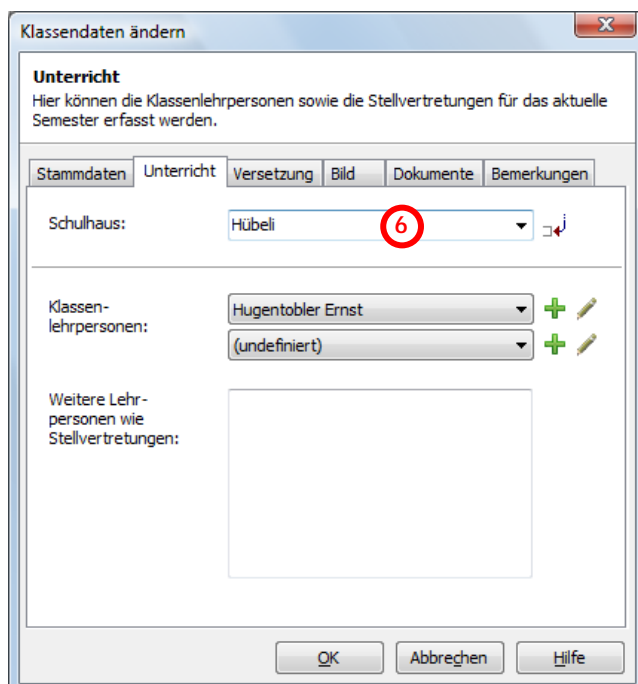 Klassendaten ändern
X
Unterricht
Hier können die Klassenlehrpersonen sowie die Stellvertretungen für das aktuelle
Semester erfasst werden.
Stammdaten Unterricht Versetzung Bild Dokumente Bemerkungen
Schulhaus: Hübeli 6
Klassen-
lehrpersonen:
Hugentobler Ernst
(undefiniert)
Weitere Lehr-
personen wie
Stellvertretungen:
OK Abbrechen Hilfe